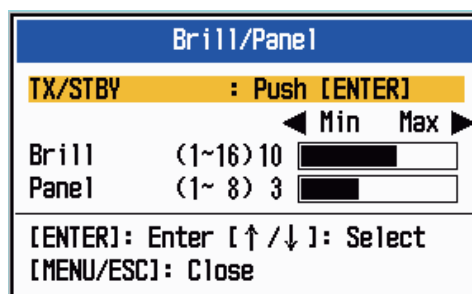 Brill/Panel
TX/STBY : Push [ENTER]
◀ Min Max ▶
Brill (1~16) 10
Panel (1~ 8) 3
[ENTER]: Enter [↑/↓]: Select
[MENU/ESC]: Close